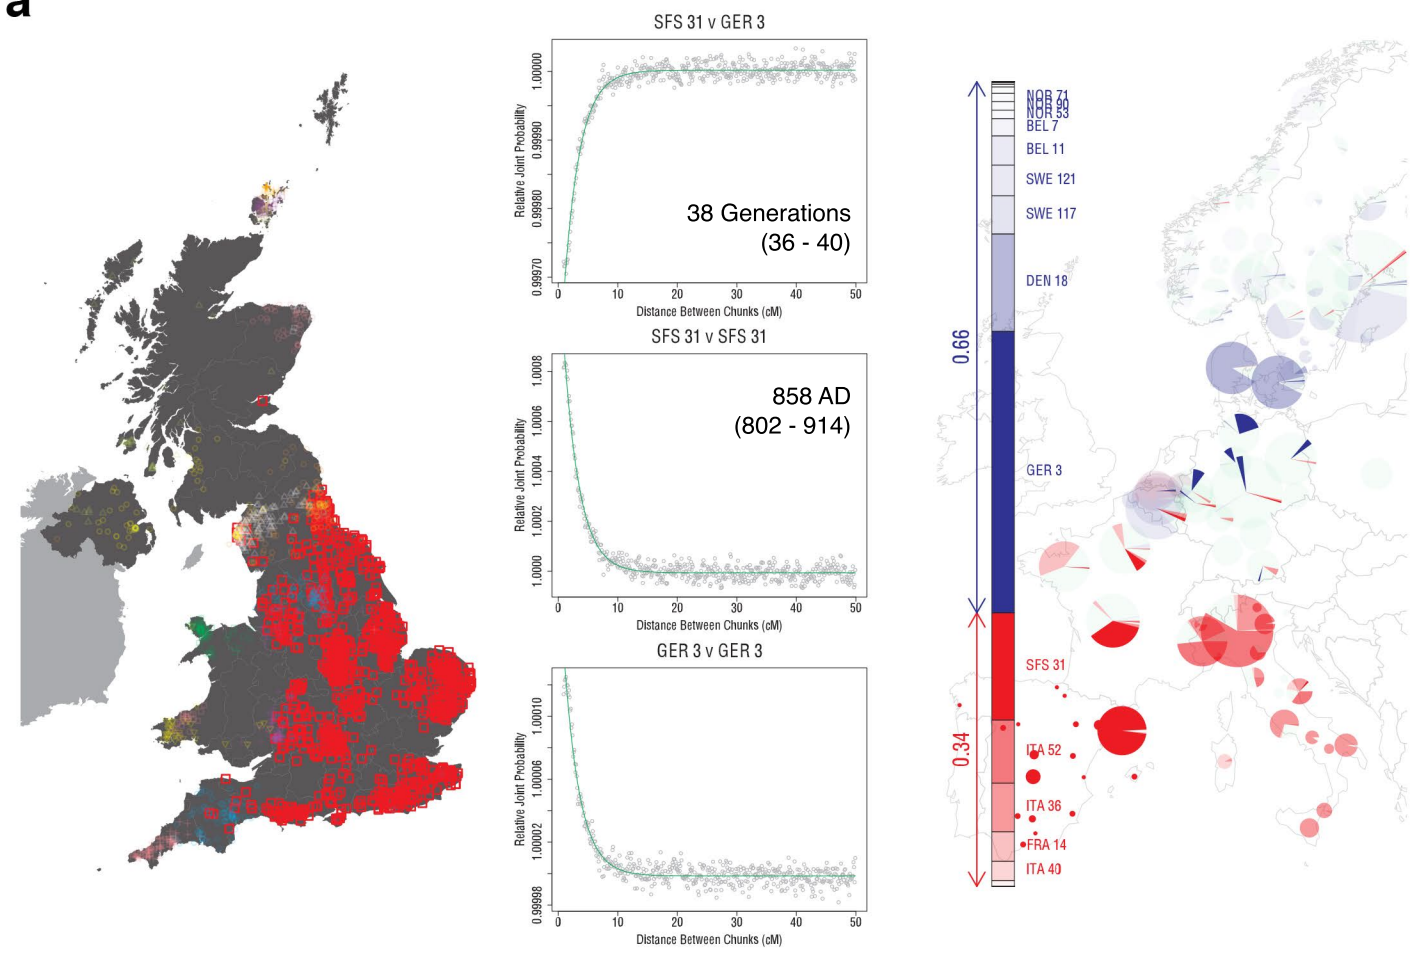 a
SFS 31 v GER 3
Relative Joint Probability
1.00000
0.99990
0.99980
0.99970
38 Generations
(36 - 40)
0 10 20 30 40 50
Distance Between Chunks (cM)
SFS 31 v SFS 31
Relative Joint Probability
1.0008
1.0006
1.0004
1.0002
1.0000
858 AD
(802 - 914)
0 10 20 30 40 50
Distance Between Chunks (cM)
GER 3 v GER 3
Relative Joint Probability
1.00010
1.00006
1.00002
0.99998
0 10 20 30 40 50
Distance Between Chunks (cM)
0.66
0.34
NOR 71
NOR 90
NOR 53
BEL 7
BEL 11
SWE 121
SWE 117
DEN 18
GER 3
SFS 31
ITA 52
ITA 36
FRA 14
ITA 40